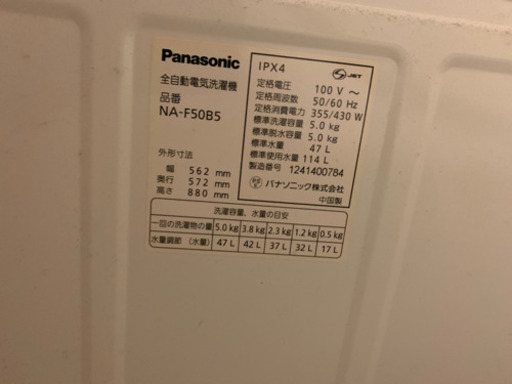 Panasonic
全自動電気洗濯機
品番
NA-F50B5
外形寸法
幅 562 mm
奥行 572 mm
高さ 880 mm
IPX4
S JET
定格電圧 100 V ~
定格周波数 50/60 Hz
定格消費電力 355/430 W
標準洗濯容量 5.0 kg
標準脱水容量 5.0 kg
標準水量 47 L
標準使用水量 114 L
製造番号 1241400784
パナソニック株式会社
中国製
洗濯容量、水量の目安
一回の洗濯物の量 5.0 kg 3.8 kg 2.3 kg 1.2 kg 0.5 kg
水量調節（水量） 47 L 42 L 37 L 32 L 17 L